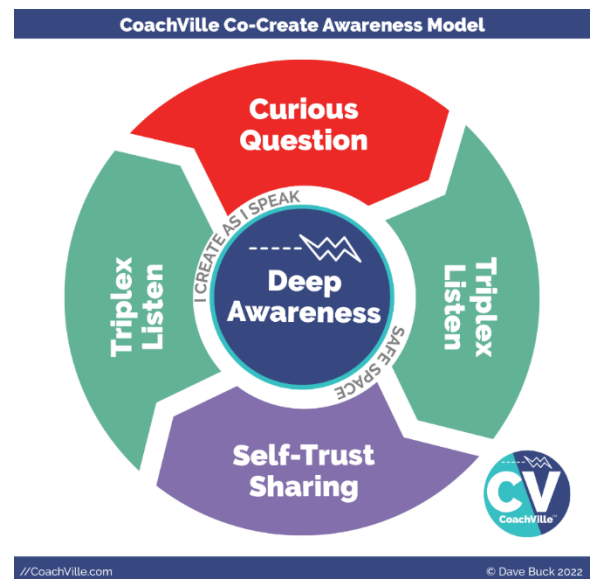 CoachVille Co-Create Awareness Model
Curious
Question
I CREATE AS I SPEAK
Triplex
Listen
Deep
Awareness
Triplex
Listen
SAFE SPACE
Self-Trust
Sharing
CV
CoachVille™
//CoachVille.com
© Dave Buck 2022